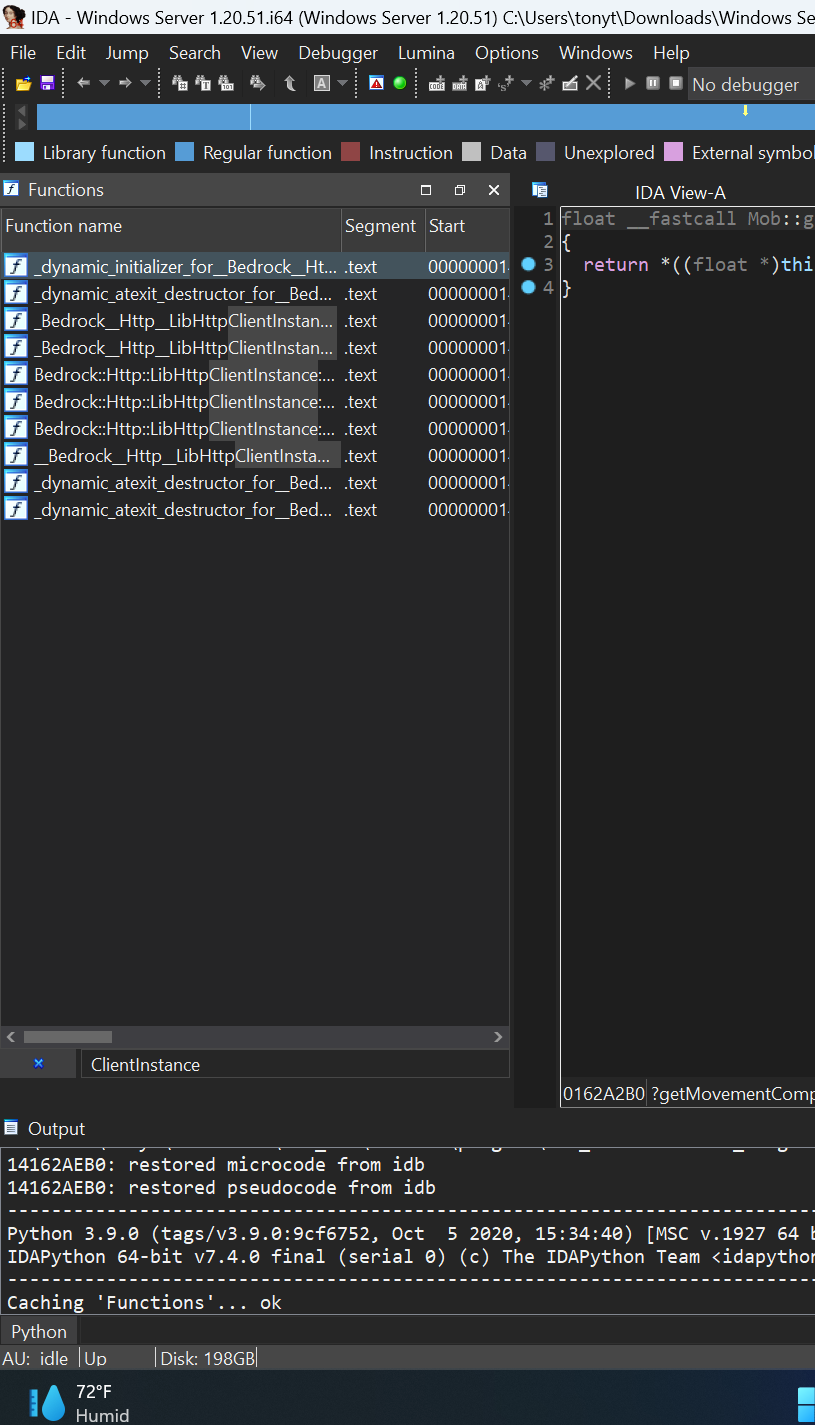 IDA - Windows Server 1.20.51.i64 (Windows Server 1.20.51) C:\Users\tonyt\Downloads\Windows Se
File Edit Jump Search View Debugger Lumina Options Windows Help
No debugger
Library function Regular function Instruction Data Unexplored External symbol
Functions
IDA View-A
Function name Segment Start
_dynamic_initializer_for__Bedrock__Ht... .text 00000001
_dynamic_atexit_destructor_for__Bed... .text 00000001
_Bedrock__Http__LibHttpClientInstan... .text 00000001
_Bedrock__Http__LibHttpClientInstan... .text 00000001
Bedrock::Http::LibHttpClientInstance:... .text 00000001
Bedrock::Http::LibHttpClientInstance:... .text 00000001
Bedrock::Http::LibHttpClientInstance:... .text 00000001
__Bedrock__Http__LibHttpClientInsta... .text 00000001
_dynamic_atexit_destructor_for__Bed... .text 00000001
_dynamic_atexit_destructor_for__Bed... .text 00000001
1 float __fastcall Mob::g
2 {
3 return *((float *)thi
4 }
ClientInstance
0162A2B0 ?getMovementComp
Output
14162AEB0: restored microcode from idb
14162AEB0: restored pseudocode from idb
Python 3.9.0 (tags/v3.9.0:9cf6752, Oct  5 2020, 15:34:40) [MSC v.1927 64 b
IDAPython 64-bit v7.4.0 final (serial 0) (c) The IDAPython Team <idapython
Caching 'Functions'... ok
Python
AU: idle Up Disk: 198GB
72°F
Humid